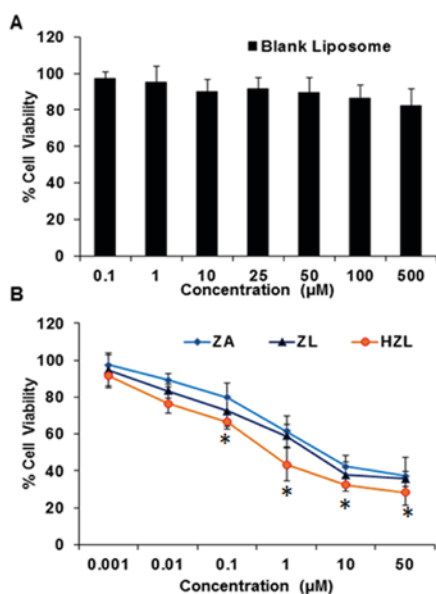 A
120
Blank Liposome
100
80
60
40
20
0
% Cell Viability
0.1 1 10 25 50 100 500
Concentration (µM)
B
120
ZA ZL HZL
100
80
60
40
20
0
% Cell Viability
*
*
*
*
0.001 0.01 0.1 1 10 50
Concentration (µM)